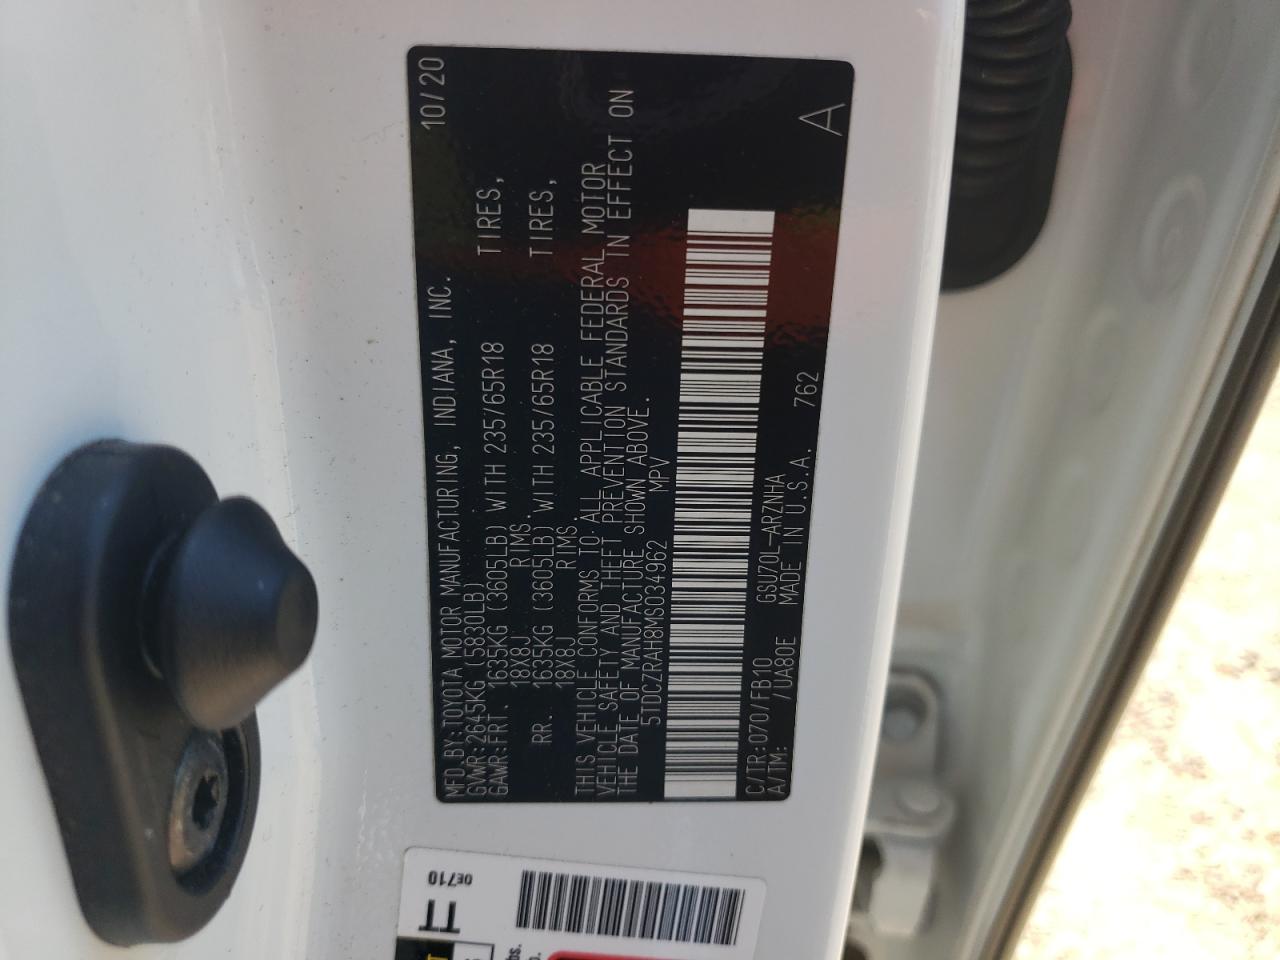 MFD.BY:TOYOTA MOTOR MANUFACTURING, INDIANA, INC. 10/20
GVWR:2645KG (5830LB)
GAWR:FRT. 1635KG (3605LB) WITH 235/65R18 TIRES,
18X8J RIMS.
RR. 1635KG (3605LB) WITH 235/65R18 TIRES,
18X8J RIMS.
THIS VEHICLE CONFORMS TO ALL APPLICABLE FEDERAL MOTOR
VEHICLE SAFETY AND THEFT PREVENTION STANDARDS IN EFFECT ON
THE DATE OF MANUFACTURE SHOWN ABOVE.
5TDCZRAH8MS034962 MPV
C/TR:070/FB10 GSU70L-ARZNHA
A/TM: /UA80E MADE IN U.S.A. 762 A
0E710